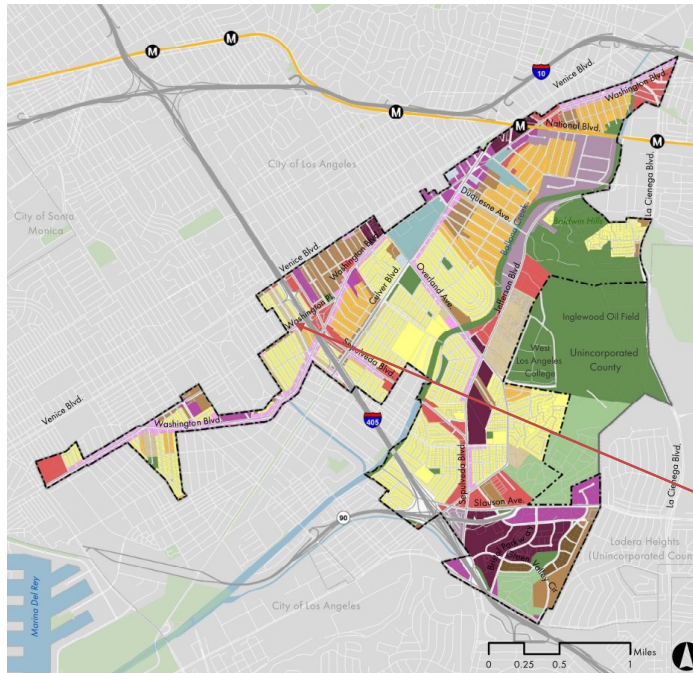 M
M
10
Venice Blvd.
Washington Blvd.
M
M
National Blvd.
M
City of Los Angeles
La Cienega Blvd.
Duquesne Ave.
City of Santa
Monica
Ballona Creek
Baldwin Hills
Venice Blvd.
Washington Blvd.
Culver Blvd.
Overland Ave.
Jefferson Blvd.
Washington Pl.
Inglewood Oil Field
West
Los Angeles
College
Unincorporated
County
Sepulveda Blvd.
Venice Blvd.
Washington Blvd.
405
Sepulveda Blvd.
La Cienega Blvd.
Slauson Ave.
90
Ladera Heights
(Unincorporated Coun
Green Valley Cir
Marina Del Rey
City of Los Angeles
Miles
0 0.25 0.5 1